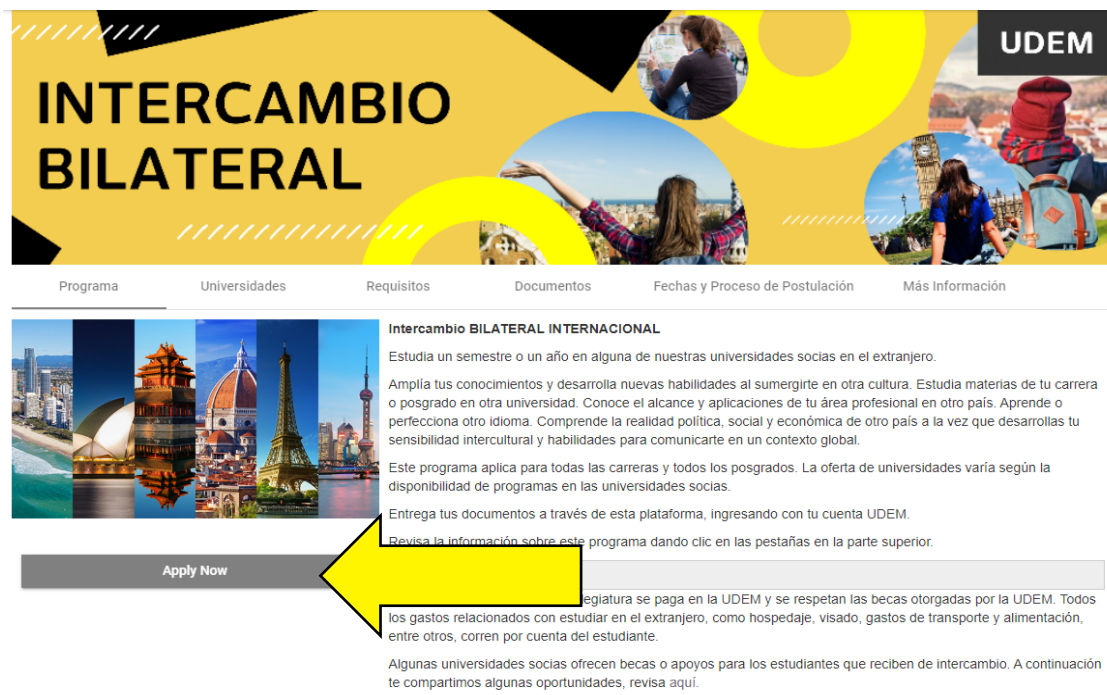 UDEM
INTERCAMBIO
BILATERAL
Programa
Universidades
Requisitos
Documentos
Fechas y Proceso de Postulación
Más Información
Intercambio BILATERAL INTERNACIONAL
Estudia un semestre o un año en alguna de nuestras universidades socias en el extranjero.
Amplía tus conocimientos y desarrolla nuevas habilidades al sumergirte en otra cultura. Estudia materias de tu carrera
o posgrado en otra universidad. Conoce el alcance y aplicaciones de tu área profesional en otro país. Aprende o
perfecciona otro idioma. Comprende la realidad política, social y económica de otro país a la vez que desarrollas tu
sensibilidad intercultural y habilidades para comunicarte en un contexto global.
Este programa aplica para todas las carreras y todos los posgrados. La oferta de universidades varía según la
disponibilidad de programas en las universidades socias.
Entrega tus documentos a través de esta plataforma, ingresando con tu cuenta UDEM.
Revisa la información sobre este programa dando clic en las pestañas en la parte superior.
Apply Now
se paga en la UDEM y se respetan las becas otorgadas por la UDEM. Todos
los gastos relacionados con estudiar en el extranjero, como hospedaje, visado, gastos de transporte y alimentación,
entre otros, corren por cuenta del estudiante.
Algunas universidades socias ofrecen becas o apoyos para los estudiantes que reciben de intercambio. A continuación
te compartimos algunas oportunidades, revisa aquí.